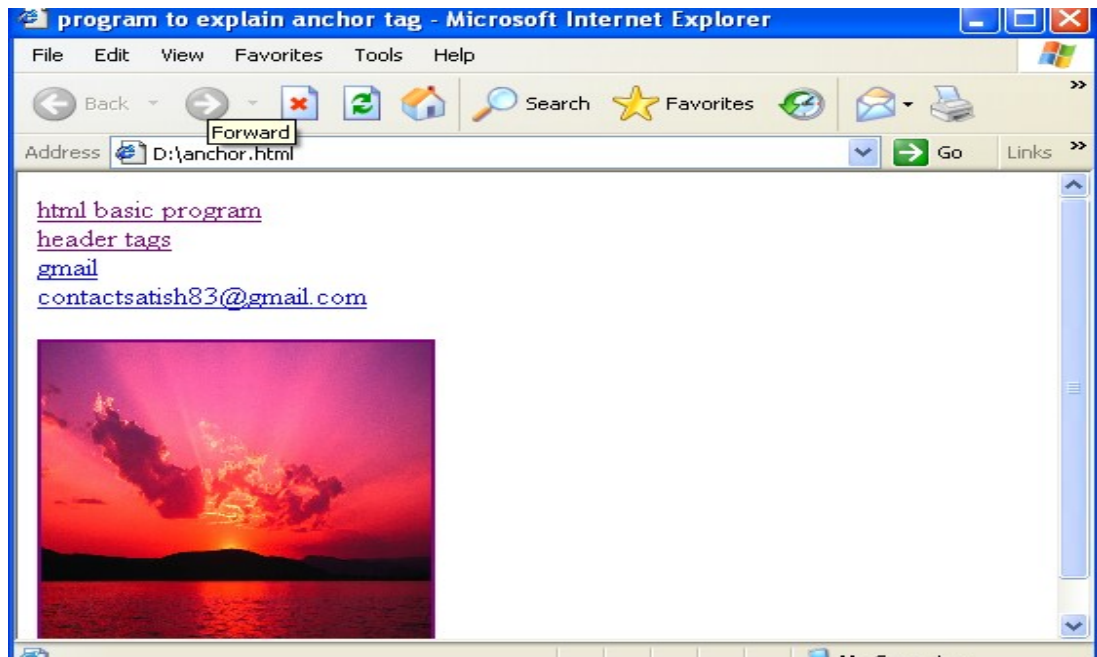 program to explain anchor tag - Microsoft Internet Explorer
File Edit View Favorites Tools Help
Back Search Favorites
Forward
Address D:\anchor.html Go Links
html basic program
header tags
gmail
contactsatish83@gmail.com